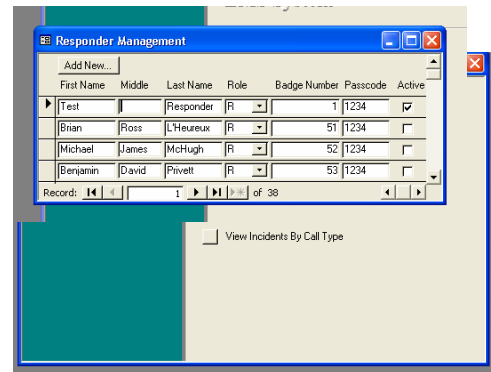 Responder Management
Add New...
First Name Middle Last Name Role Badge Number Passcode Active
Test Responder R 1 1234
Brian Ross L'Heureux R 51 1234
Michael James McHugh R 52 1234
Benjamin David Privett R 53 1234
Record: 1 of 38
View Incidents By Call Type